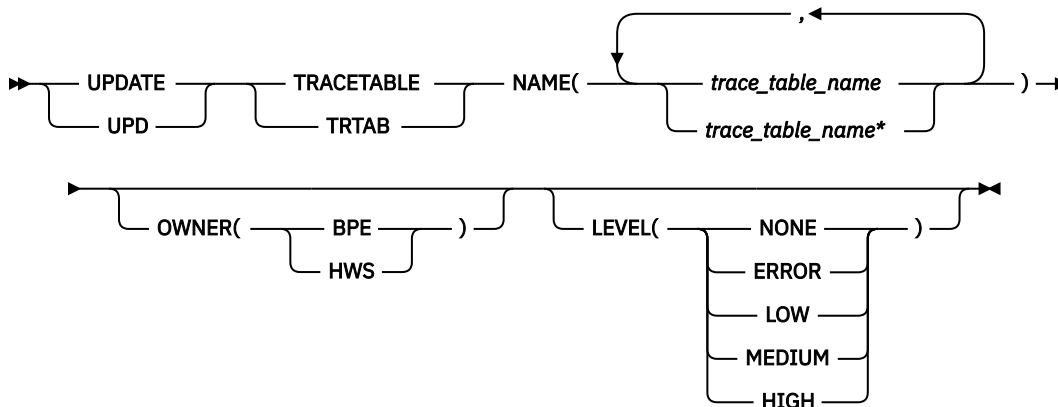 ,
UPDATE TRACETABLE NAME( trace_table_name )
UPD TRTAB trace_table_name*
OWNER( BPE ) LEVEL( NONE )
HWS ERROR
LOW
MEDIUM
HIGH